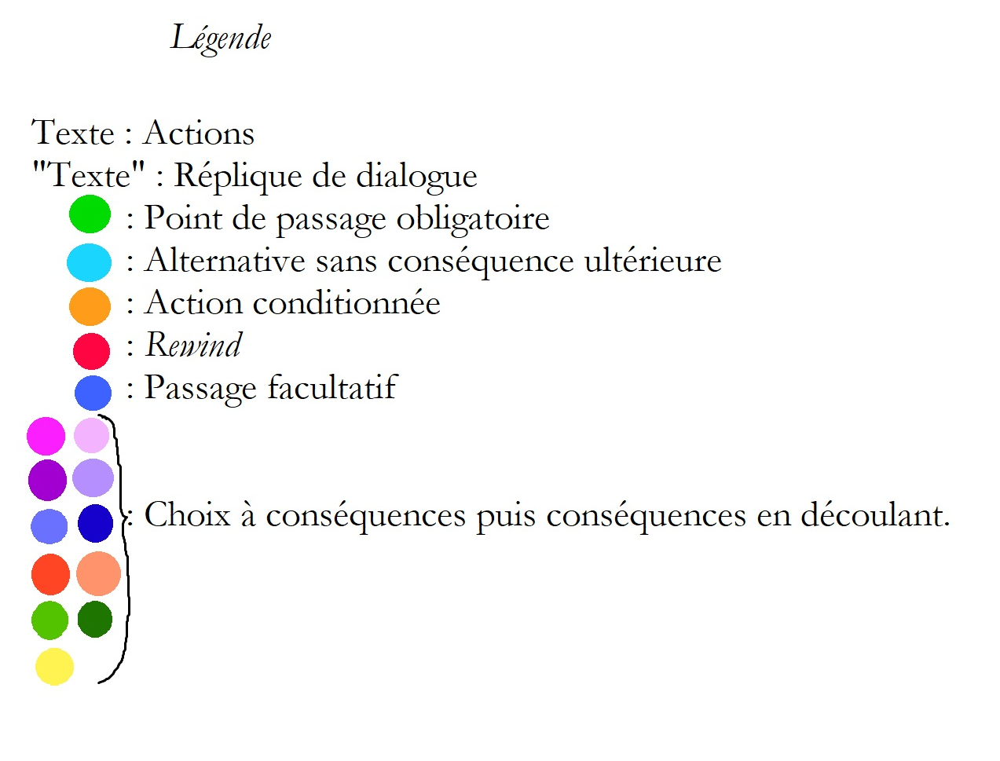 Légende
Texte : Actions
"Texte" : Réplique de dialogue
: Point de passage obligatoire
: Alternative sans conséquence ultérieure
: Action conditionnée
: Rewind
: Passage facultatif
: Choix à conséquences puis conséquences en découlant.